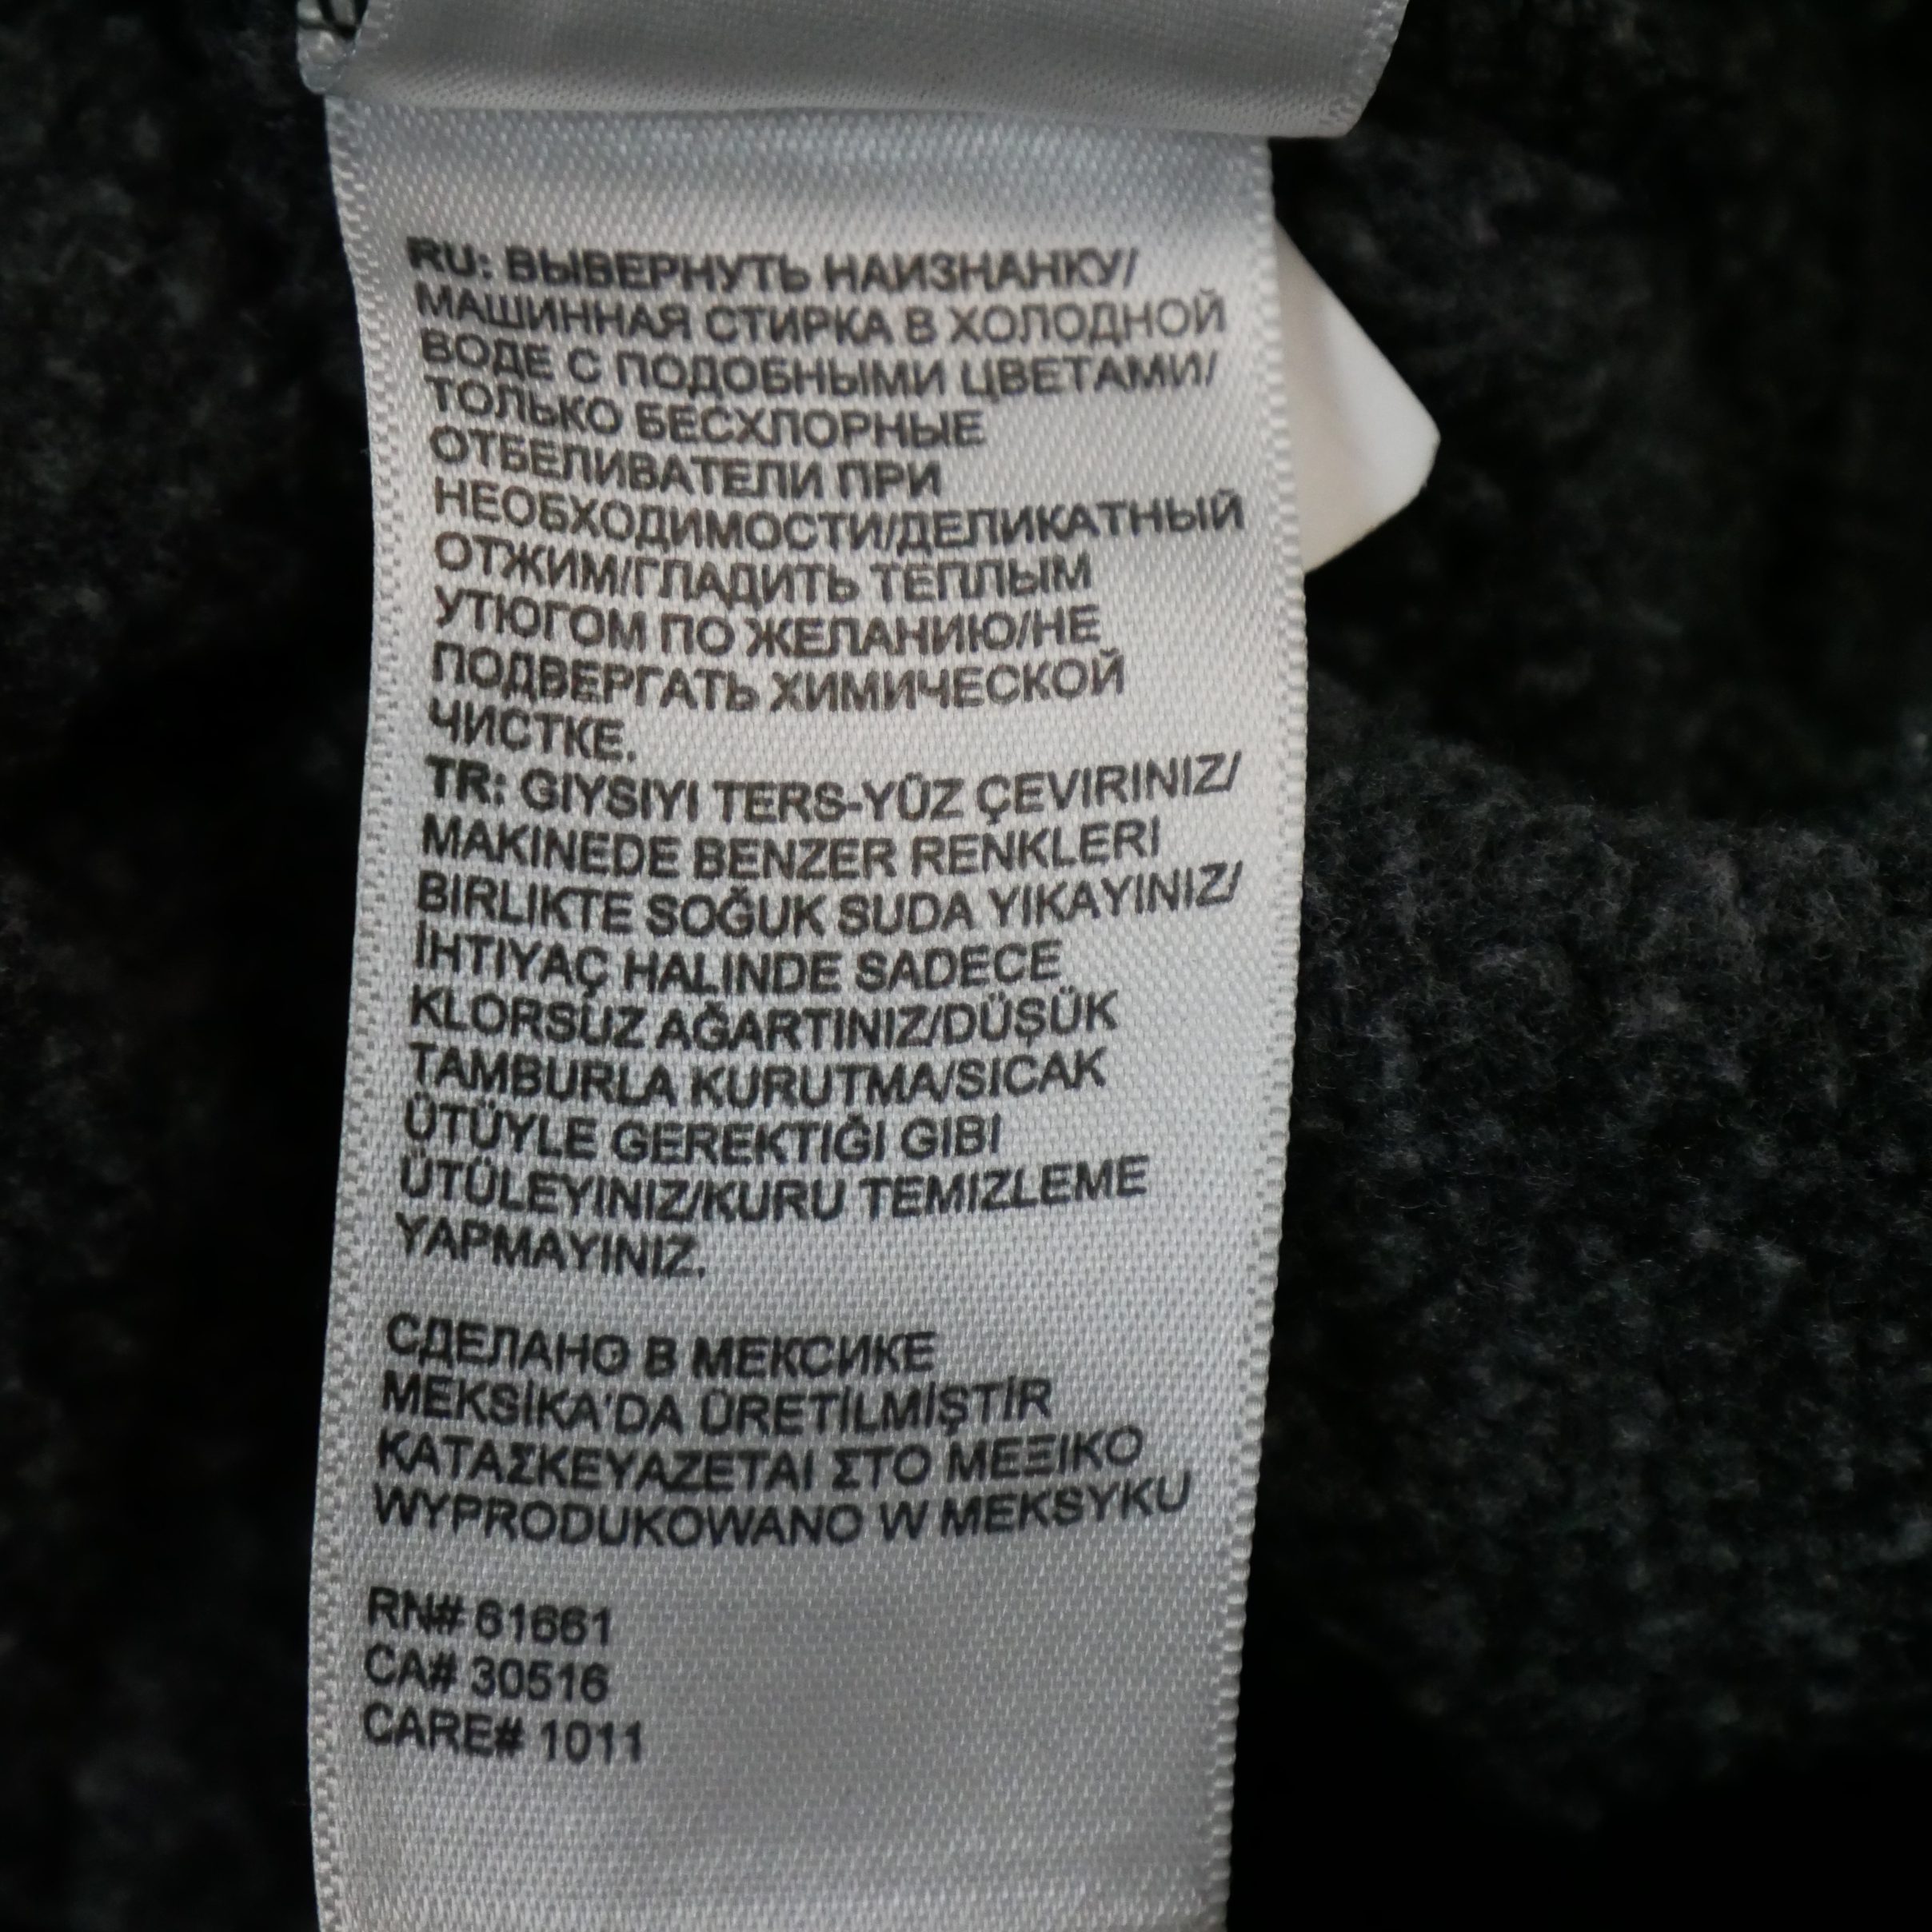 RU: ВЫВЕРНУТЬ НАИЗНАНКУ/
МАШИННАЯ СТИРКА В ХОЛОДНОЙ
ВОДЕ С ПОДОБНЫМИ ЦВЕТАМИ/
ТОЛЬКО БЕСХЛОРНЫЕ
ОТБЕЛИВАТЕЛИ ПРИ
НЕОБХОДИМОСТИ/ДЕЛИКАТНЫЙ
ОТЖИМ/ГЛАДИТЬ ТЕПЛЫМ
УТЮГОМ ПО ЖЕЛАНИЮ/НЕ
ПОДВЕРГАТЬ ХИМИЧЕСКОЙ
ЧИСТКЕ.
TR: GIYSIYI TERS-YÜZ ÇEVIRINIZ/
MAKINEDE BENZER RENKLERI
BIRLIKTE SOĞUK SUDA YIKAYINIZ/
İHTIYAÇ HALINDE SADECE
KLORSUZ AĞARTINIZ/DÜŞÜK
TAMBURLA KURUTMA/SICAK
ÜTÜYLE GEREKTIĞI GIBI
ÜTÜLEYINIZ/KURU TEMIZLEME
YAPMAYINIZ.
СДЕЛАНО В МЕКСИКЕ
MEKSİKA'DA ÜRETİLMİŞTİR
ΚΑΤΑΣΚΕΥΑΖΕΤΑΙ ΣΤΟ ΜΕΞΙΚΟ
WYPRODUKOWANO W MEKSYKU
RN# 61661
CA# 30516
CARE# 1011